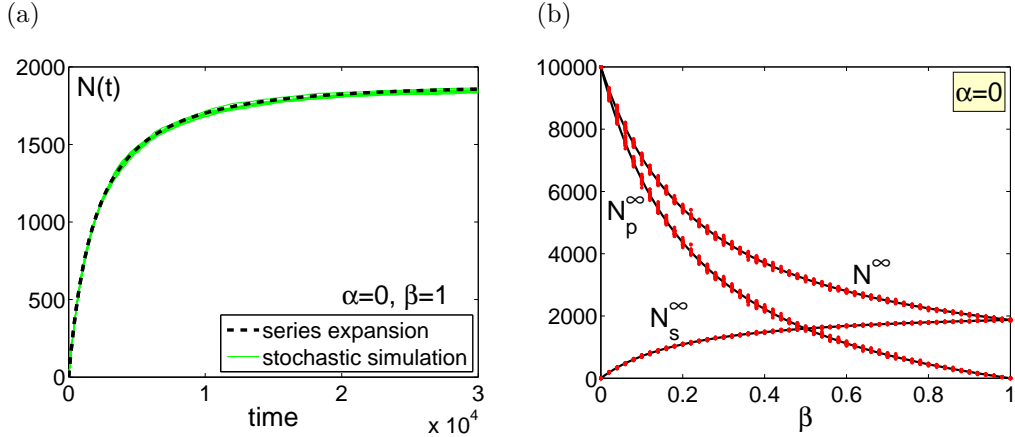 (a)
N(t)
2000
1500
1000
500
0
α=0, β=1
series expansion
stochastic simulation
0 1 2 3
time
x 10^4
(b)
α=0
10000
8000
6000
4000
2000
0
N_p^∞
N^∞
N_s^∞
0 0.2 0.4 0.6 0.8 1
β